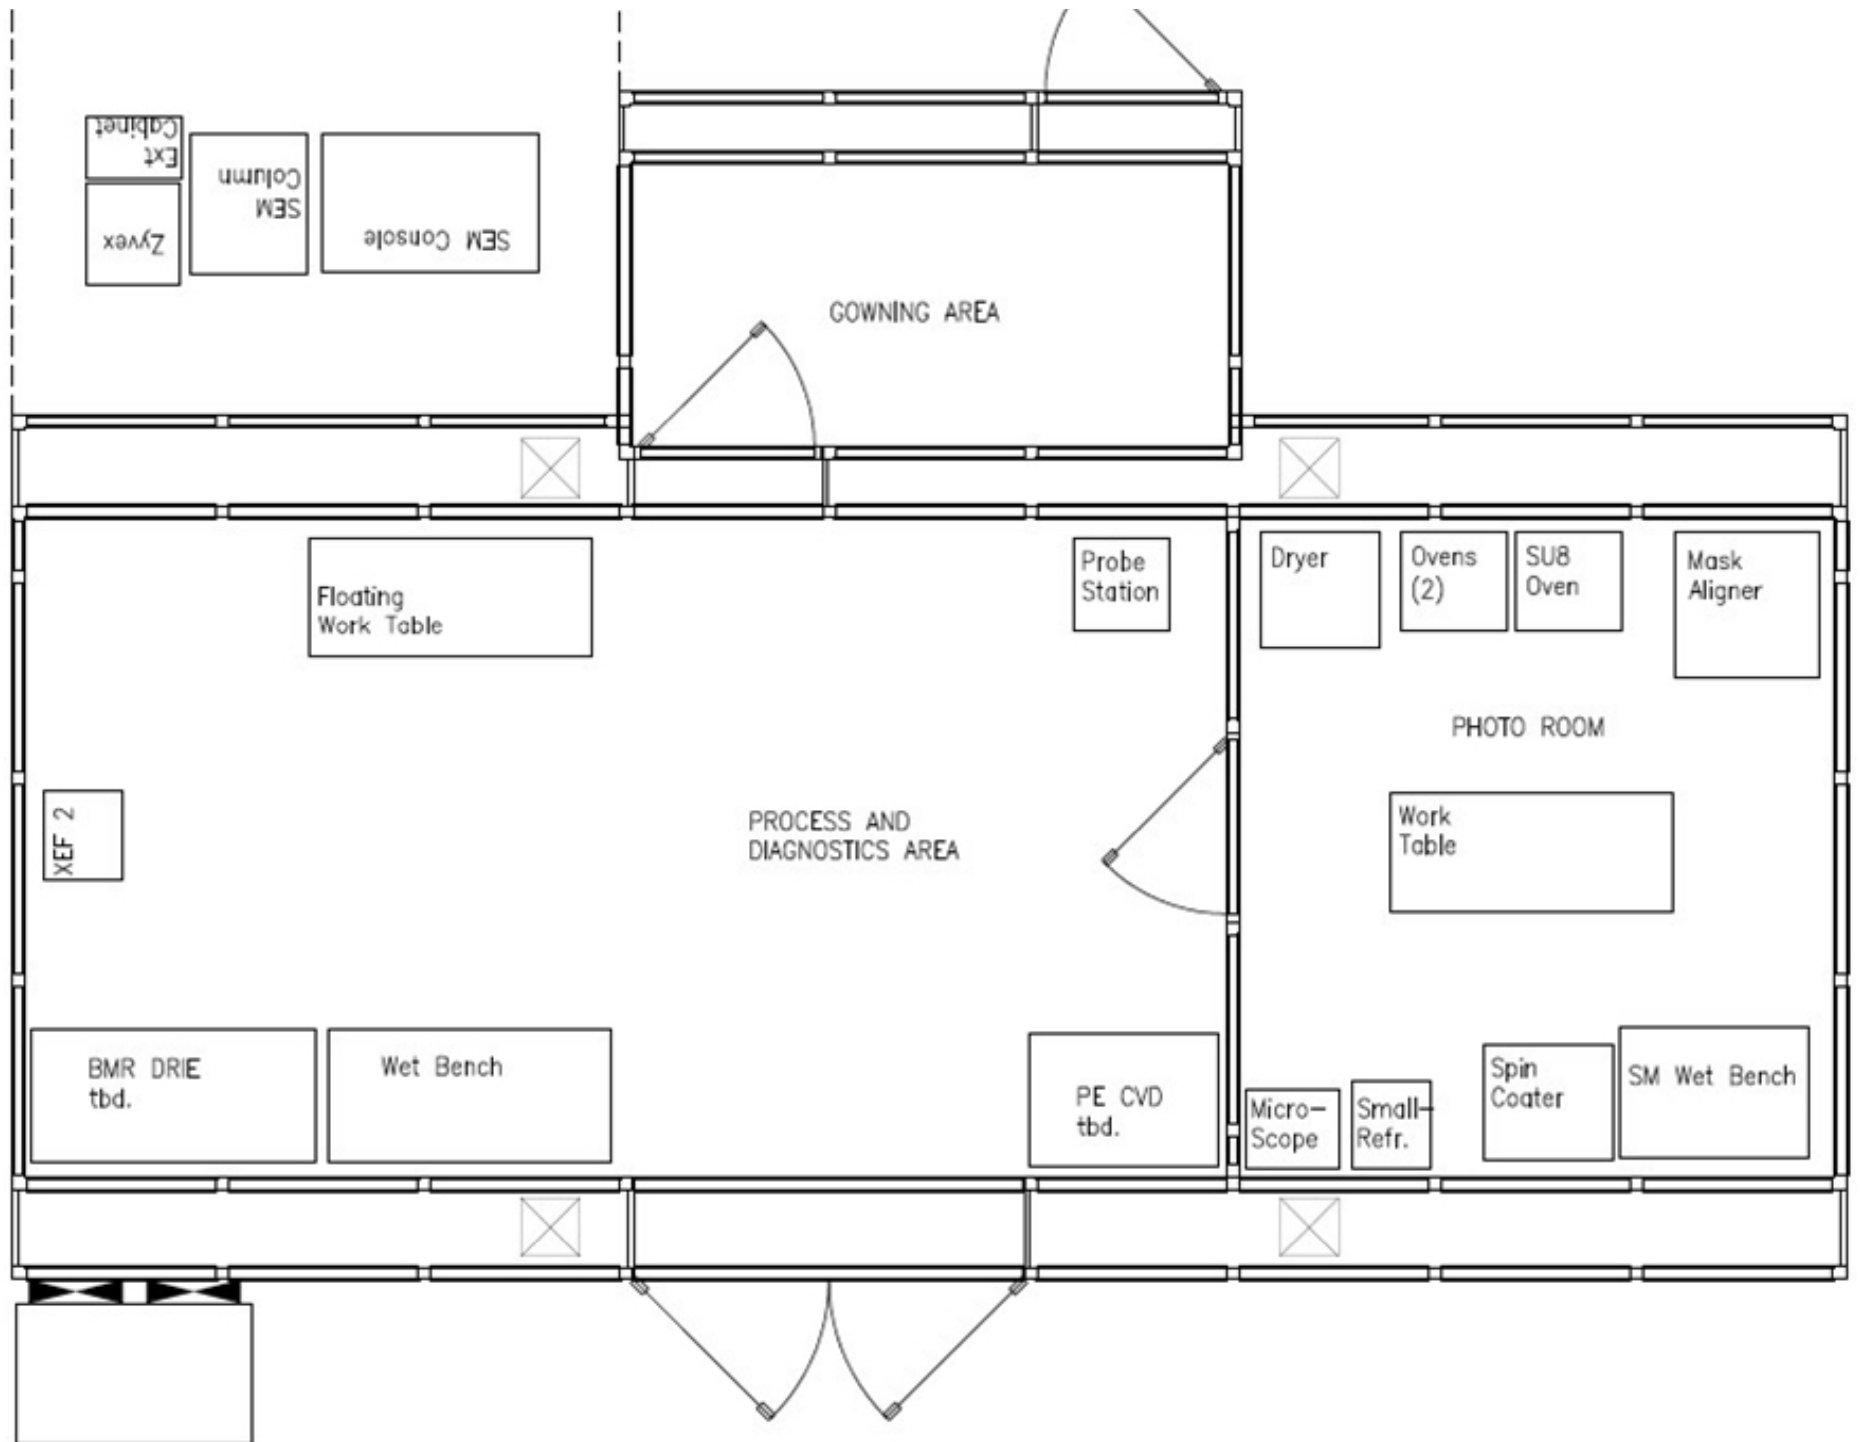 Ext
Cabinet
SEM
Column
Zyvex
SEM Console
GOWNING AREA
Floating
Work Table
Probe
Station
Dryer
Ovens
(2)
SU8
Oven
Mask
Aligner
PHOTO ROOM
XEF 2
PROCESS AND
DIAGNOSTICS AREA
Work
Table
BMR DRIE
tbd.
Wet Bench
PE CVD
tbd.
Micro-
Scope
Small-
Refr.
Spin
Coater
SM Wet Bench